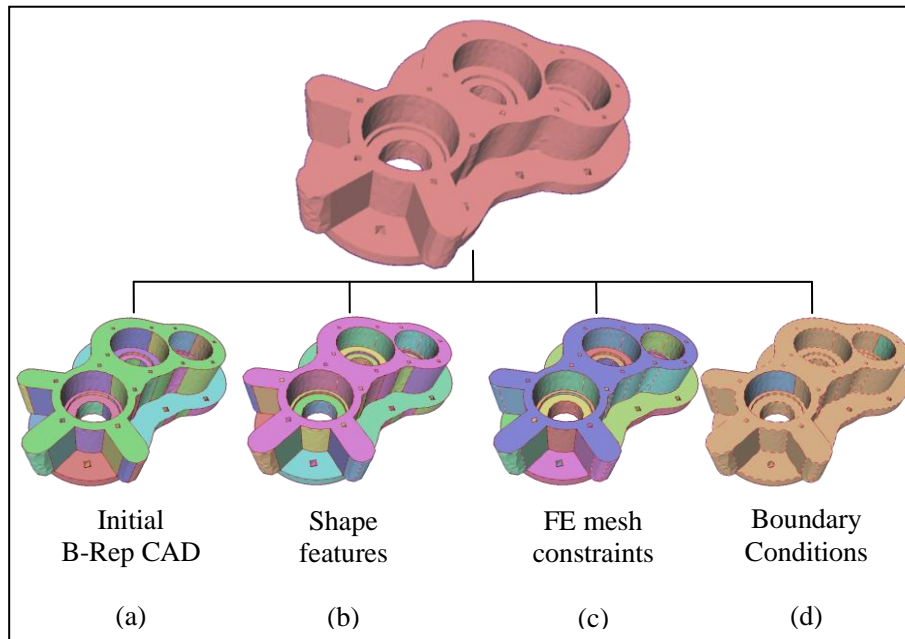 Initial
B-Rep CAD
Shape
features
FE mesh
constraints
Boundary
Conditions
(a)
(b)
(c)
(d)